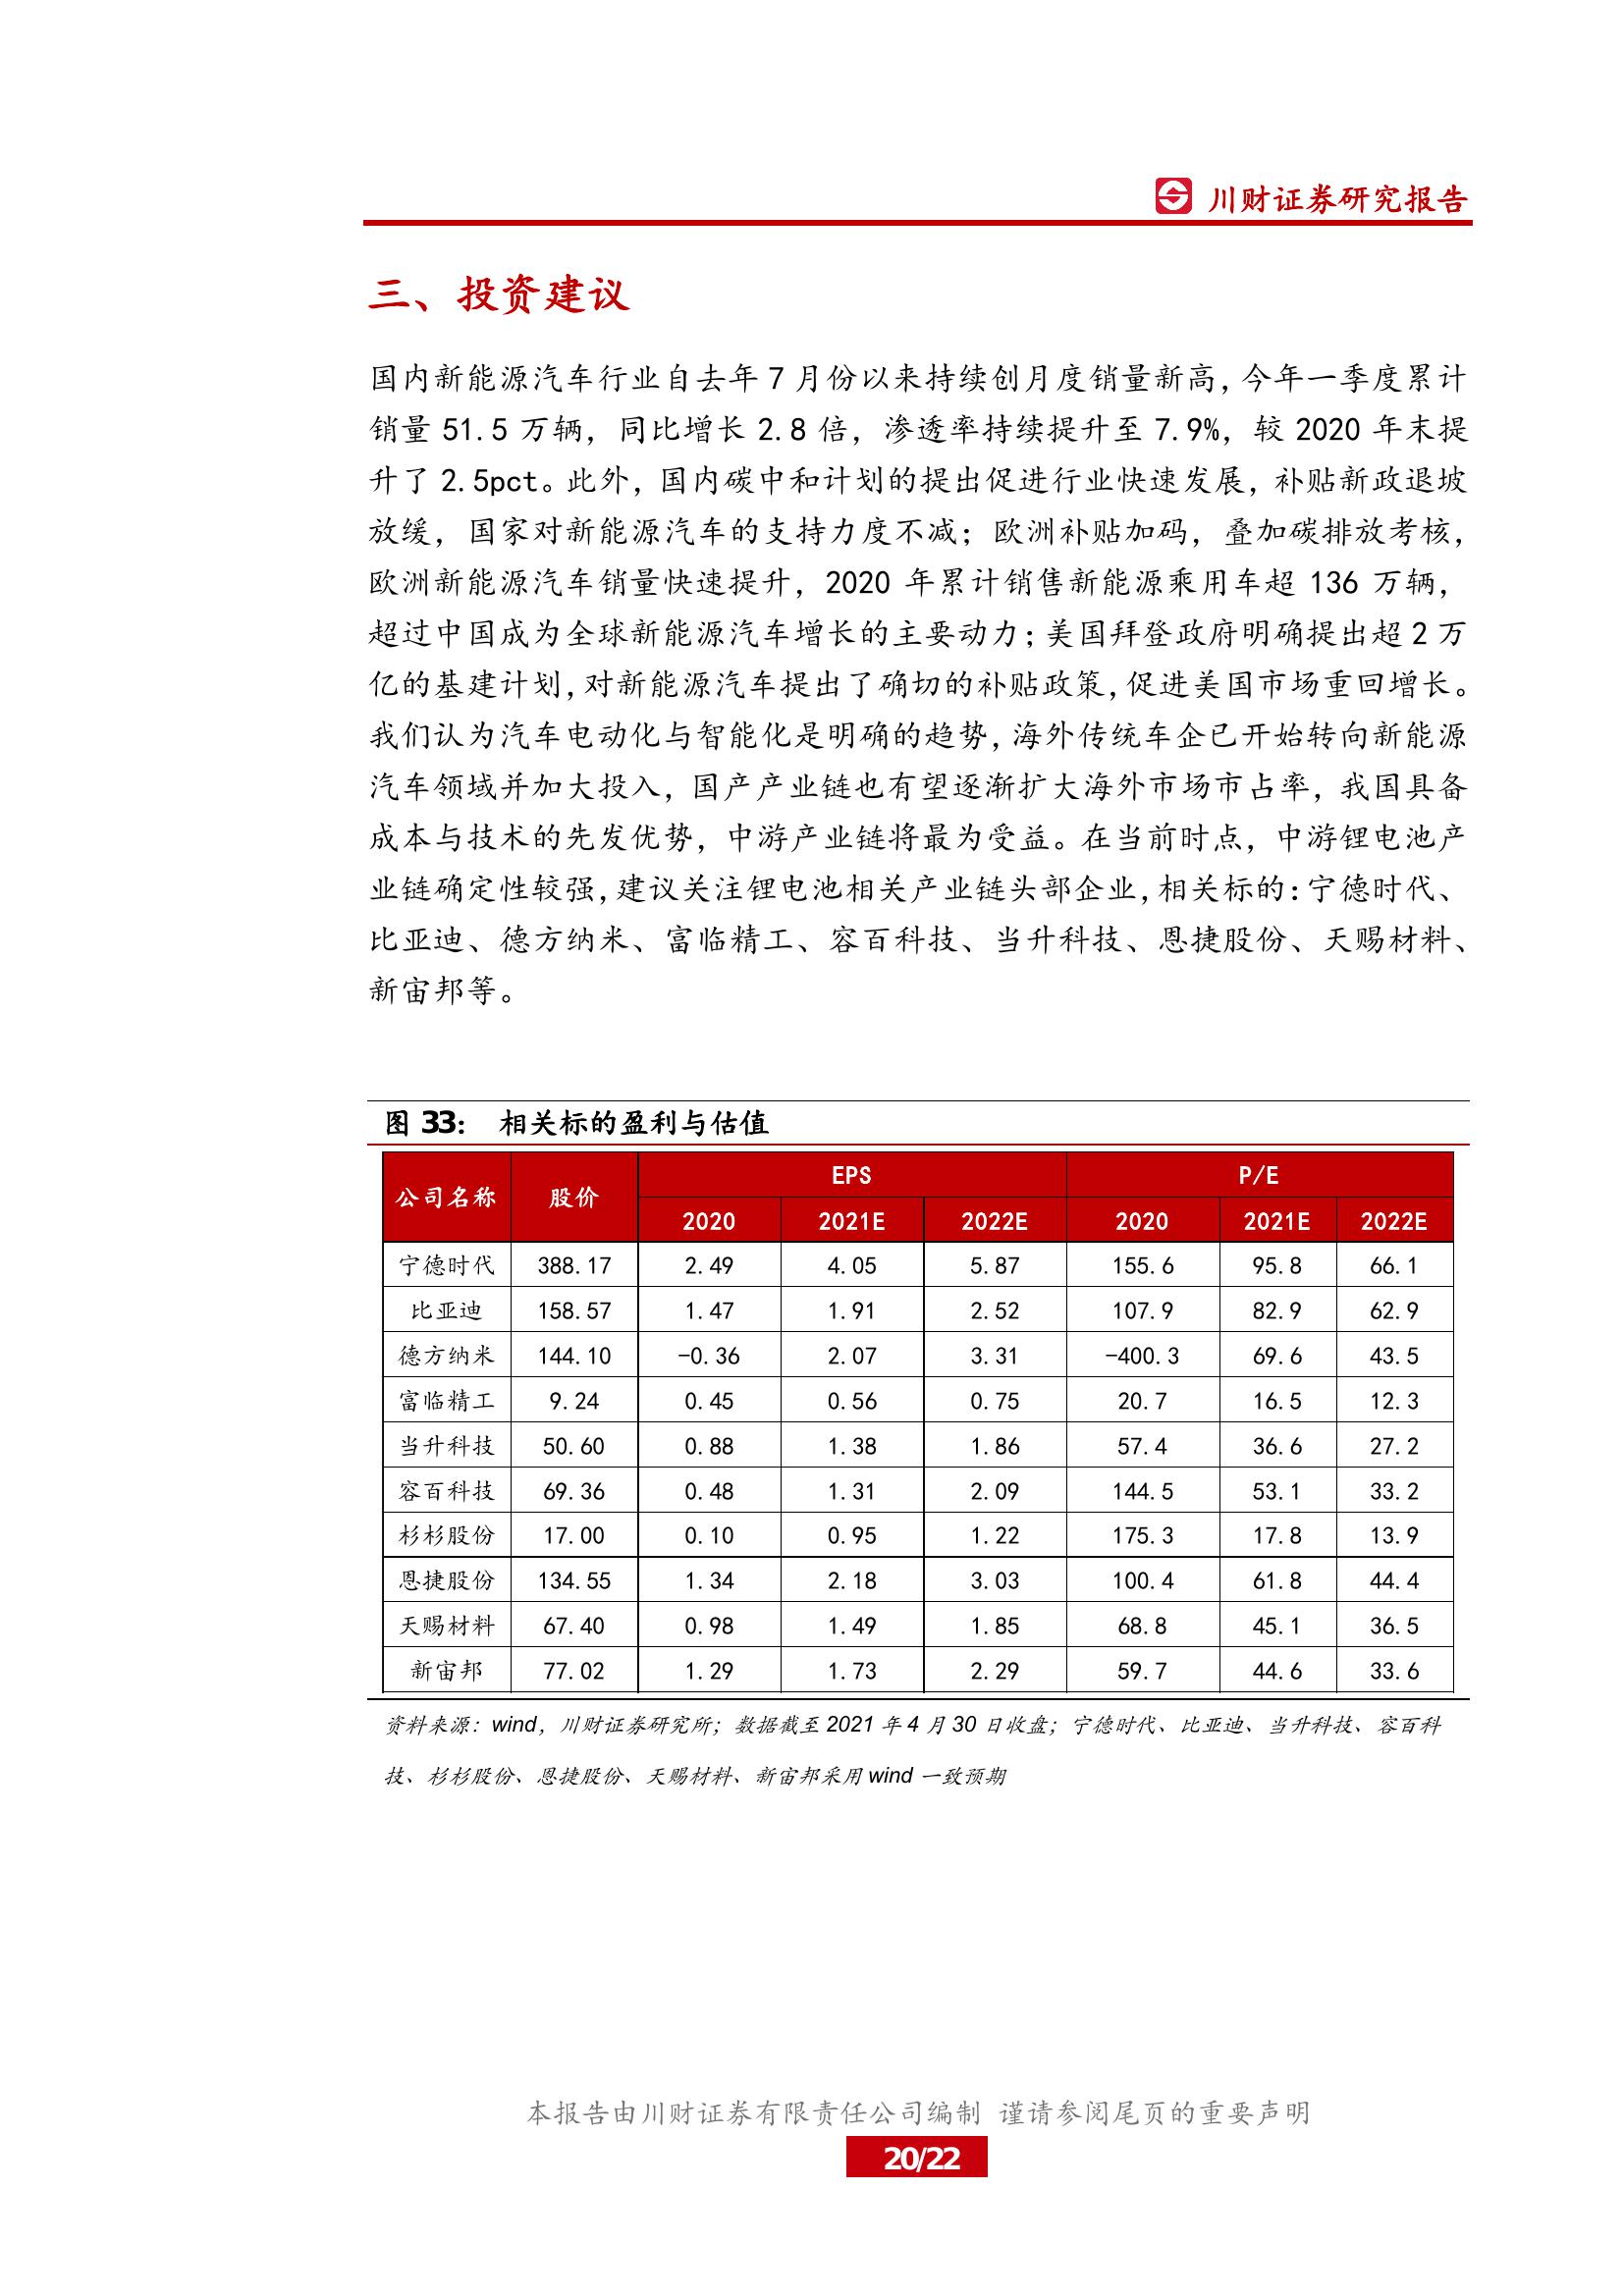 川财证券研究报告
三、投资建议
国内新能源汽车行业自去年 7 月份以来持续创月度销量新高，今年一季度累计
销量 51.5 万辆，同比增长 2.8 倍，渗透率持续提升至 7.9%，较 2020 年末提
升了 2.5pct。此外，国内碳中和计划的提出促进行业快速发展，补贴新政退坡
放缓，国家对新能源汽车的支持力度不减；欧洲补贴加码，叠加碳排放考核，
欧洲新能源汽车销量快速提升，2020 年累计销售新能源乘用车超 136 万辆，
超过中国成为全球新能源汽车增长的主要动力；美国拜登政府明确提出超 2 万
亿的基建计划，对新能源汽车提出了确切的补贴政策，促进美国市场重回增长。
我们认为汽车电动化与智能化是明确的趋势，海外传统车企已开始转向新能源
汽车领域并加大投入，国产产业链也有望逐渐扩大海外市场市占率，我国具备
成本与技术的先发优势，中游产业链将最为受益。在当前时点，中游锂电池产
业链确定性较强，建议关注锂电池相关产业链头部企业，相关标的：宁德时代、
比亚迪、德方纳米、富临精工、容百科技、当升科技、恩捷股份、天赐材料、
新宙邦等。
图 33： 相关标的盈利与估值
公司名称 股价 EPS P/E
2020 2021E 2022E 2020 2021E 2022E
宁德时代 388.17 2.49 4.05 5.87 155.6 95.8 66.1
比亚迪 158.57 1.47 1.91 2.52 107.9 82.9 62.9
德方纳米 144.10 -0.36 2.07 3.31 -400.3 69.6 43.5
富临精工 9.24 0.45 0.56 0.75 20.7 16.5 12.3
当升科技 50.60 0.88 1.38 1.86 57.4 36.6 27.2
容百科技 69.36 0.48 1.31 2.09 144.5 53.1 33.2
杉杉股份 17.00 0.10 0.95 1.22 175.3 17.8 13.9
恩捷股份 134.55 1.34 2.18 3.03 100.4 61.8 44.4
天赐材料 67.40 0.98 1.49 1.85 68.8 45.1 36.5
新宙邦 77.02 1.29 1.73 2.29 59.7 44.6 33.6
资料来源：wind，川财证券研究所；数据截至 2021 年 4 月 30 日收盘；宁德时代、比亚迪、当升科技、容百科
技、杉杉股份、恩捷股份、天赐材料、新宙邦采用 wind 一致预期
本报告由川财证券有限责任公司编制 谨请参阅尾页的重要声明
20/22